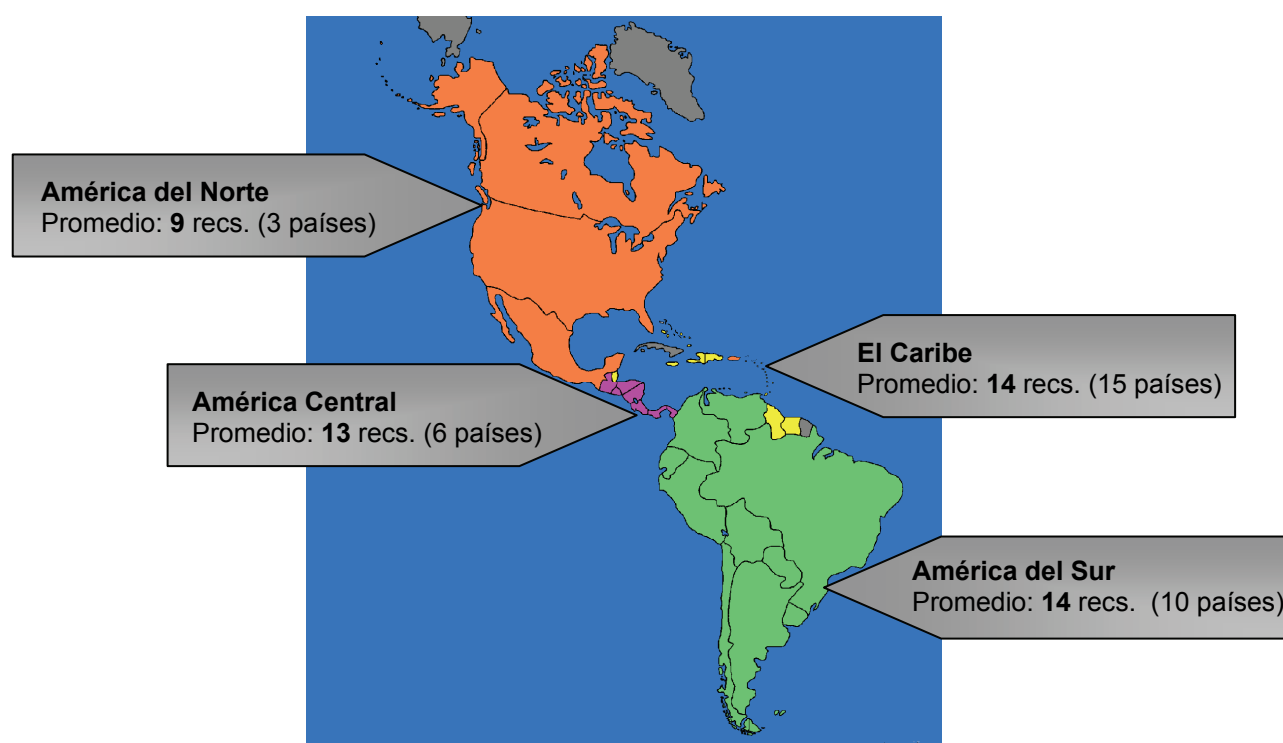 América del Norte
Promedio: 9 recs. (3 países)
El Caribe
Promedio: 14 recs. (15 países)
América Central
Promedio: 13 recs. (6 países)
América del Sur
Promedio: 14 recs. (10 países)